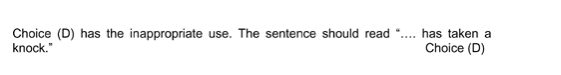 Choice (D) has the inappropriate use. The sentence should read “.... has taken a
knock.” Choice (D)